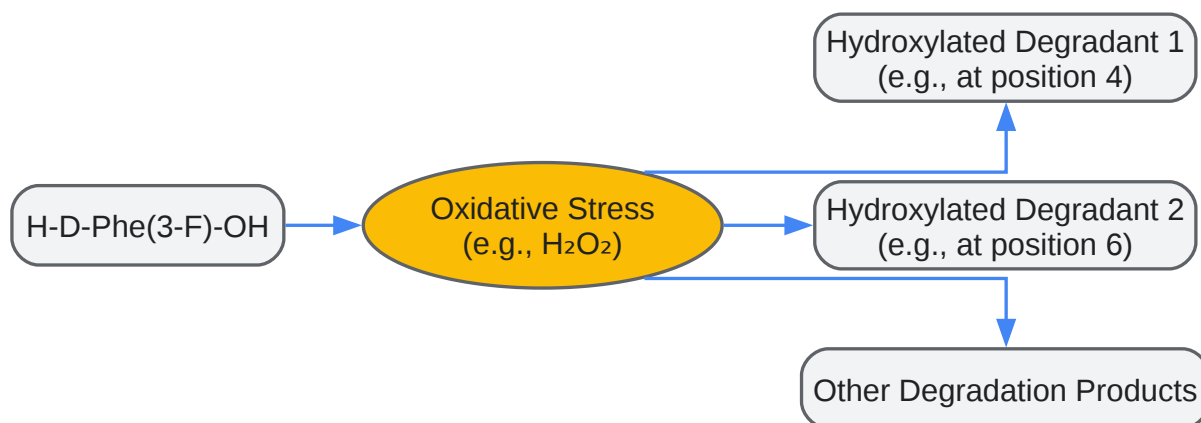 H-D-Phe(3-F)-OH
Oxidative Stress
(e.g., H₂O₂)
Hydroxylated Degradant 1
(e.g., at position 4)
Hydroxylated Degradant 2
(e.g., at position 6)
Other Degradation Products